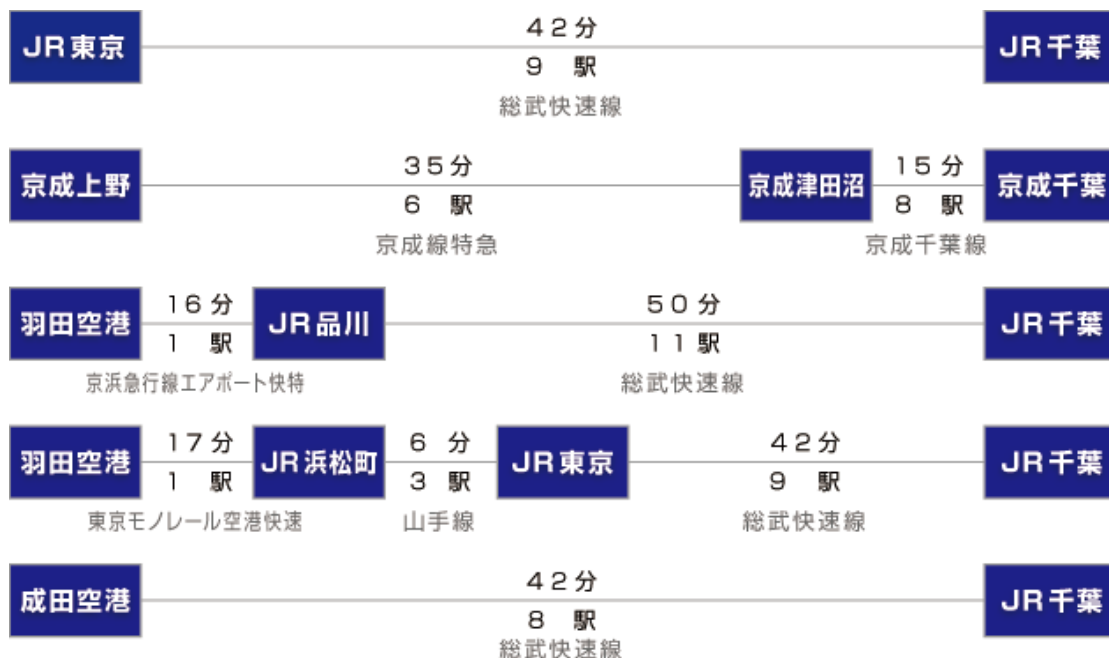 42分
JR東京 JR千葉
9 駅
総武快速線
35分 15分
京成上野 京成津田沼 京成千葉
6 駅 8 駅
京成線特急 京成千葉線
16分 50分
羽田空港 JR品川 JR千葉
1 駅 11駅
京浜急行線エアポート快特 総武快速線
17分 6 分 42分
羽田空港 JR浜松町 JR東京 JR千葉
1 駅 3 駅 9 駅
東京モノレール空港快速 山手線 総武快速線
42分
成田空港 JR千葉
8 駅
総武快速線